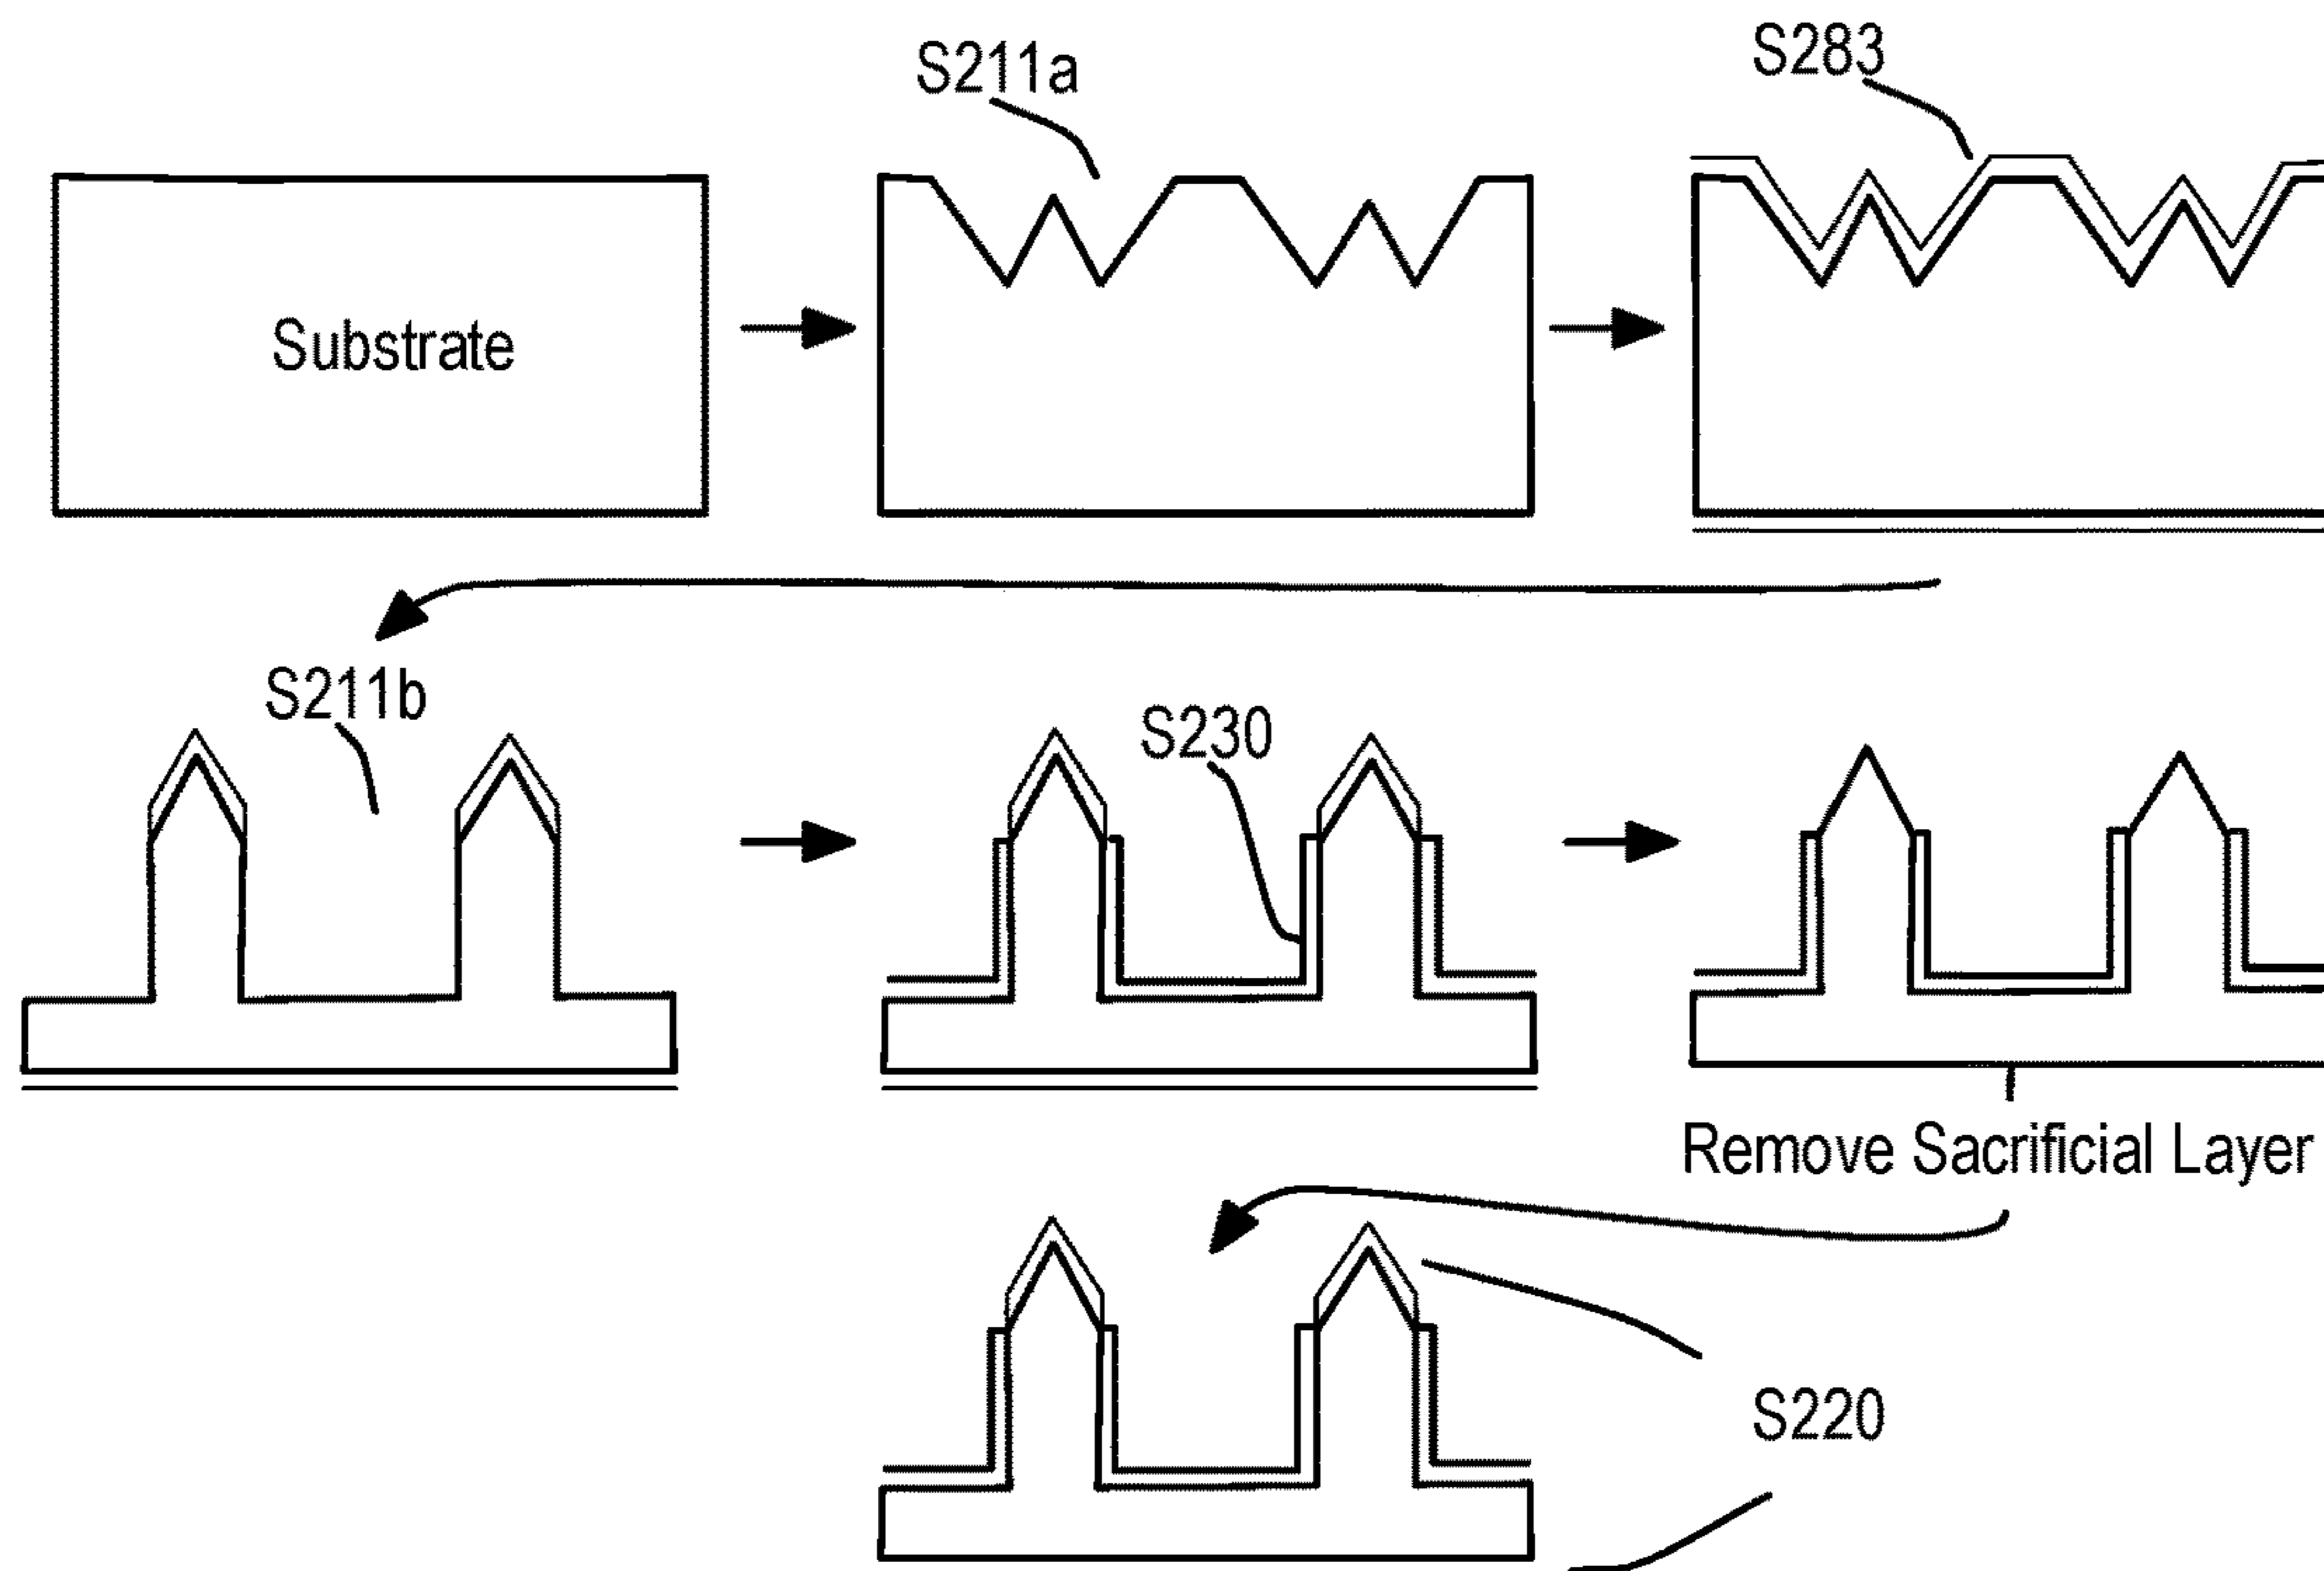 S211a
S283
Substrate
S211b
S230
Remove Sacrificial Layer
S220